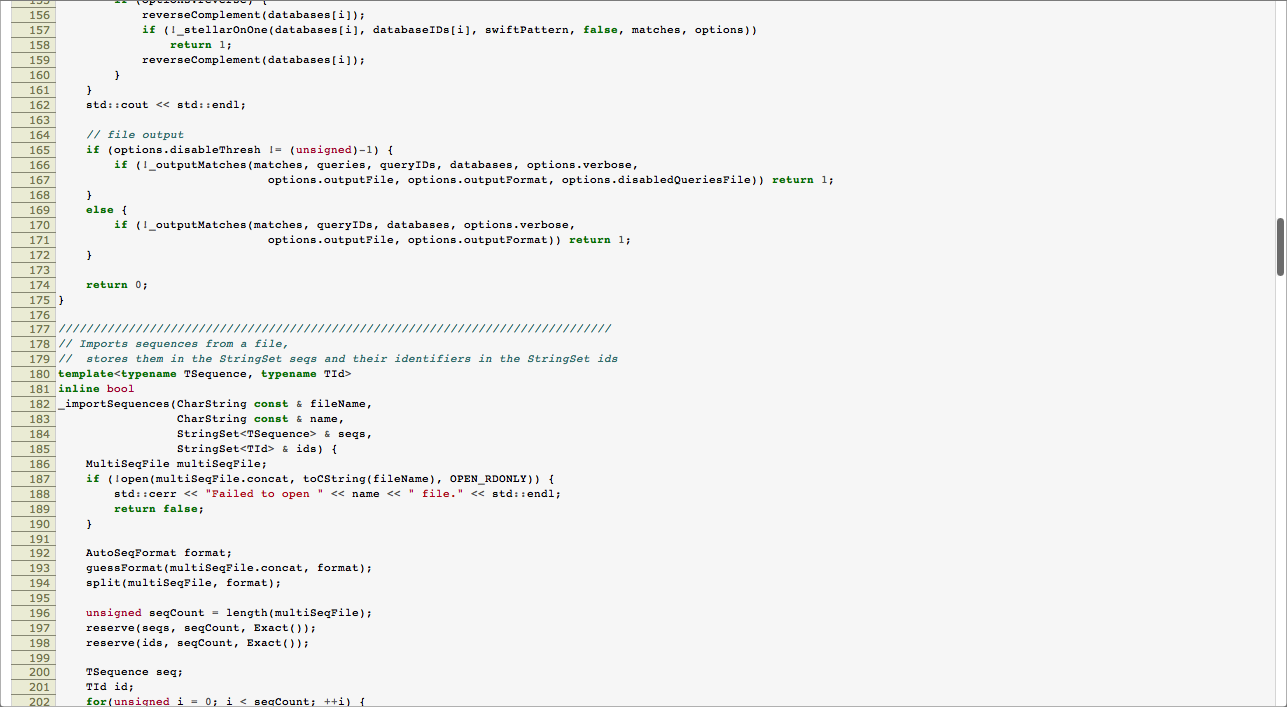 155         if (options.reverse) {
156             reverseComplement(databases[i]);
157             if (!_stellarOnOne(databases[i], databaseIDs[i], swiftPattern, false, matches, options))
158                 return 1;
159             reverseComplement(databases[i]);
160         }
161     }
162     std::cout << std::endl;
163
164     // file output
165     if (options.disableThresh != (unsigned)-1) {
166         if (!_outputMatches(matches, queries, queryIDs, databases, options.verbose,
167                               options.outputFile, options.outputFormat, options.disabledQueriesFile)) return 1;
168     }
169     else {
170         if (!_outputMatches(matches, queryIDs, databases, options.verbose,
171                               options.outputFile, options.outputFormat)) return 1;
172     }
173
174     return 0;
175 }
176
177 ///////////////////////////////////////////////////////////////////////////////
178 // Imports sequences from a file,
179 //  stores them in the StringSet seqs and their identifiers in the StringSet ids
180 template<typename TSequence, typename TId>
181 inline bool
182 _importSequences(CharString const & fileName,
183                  CharString const & name,
184                  StringSet<TSequence> & seqs,
185                  StringSet<TId> & ids) {
186     MultiSeqFile multiSeqFile;
187     if (!open(multiSeqFile.concat, toCString(fileName), OPEN_RDONLY)) {
188         std::cerr << "Failed to open " << name << " file." << std::endl;
189         return false;
190     }
191
192     AutoSeqFormat format;
193     guessFormat(multiSeqFile.concat, format);
194     split(multiSeqFile, format);
195
196     unsigned seqCount = length(multiSeqFile);
197     reserve(seqs, seqCount, Exact());
198     reserve(ids, seqCount, Exact());
199
200     TSequence seq;
201     TId id;
202     for(unsigned i = 0; i < seqCount; ++i) {